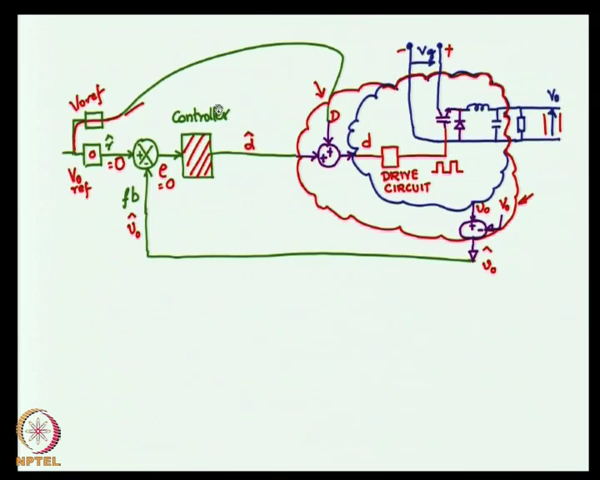 - Vg +
Voref
Controller
D
Vo
r̂
=0
e
=0
d̂
d
DRIVE
CIRCUIT
Vo
ref
fb
v̂o
vo
Vo
v̂o
NPTEL